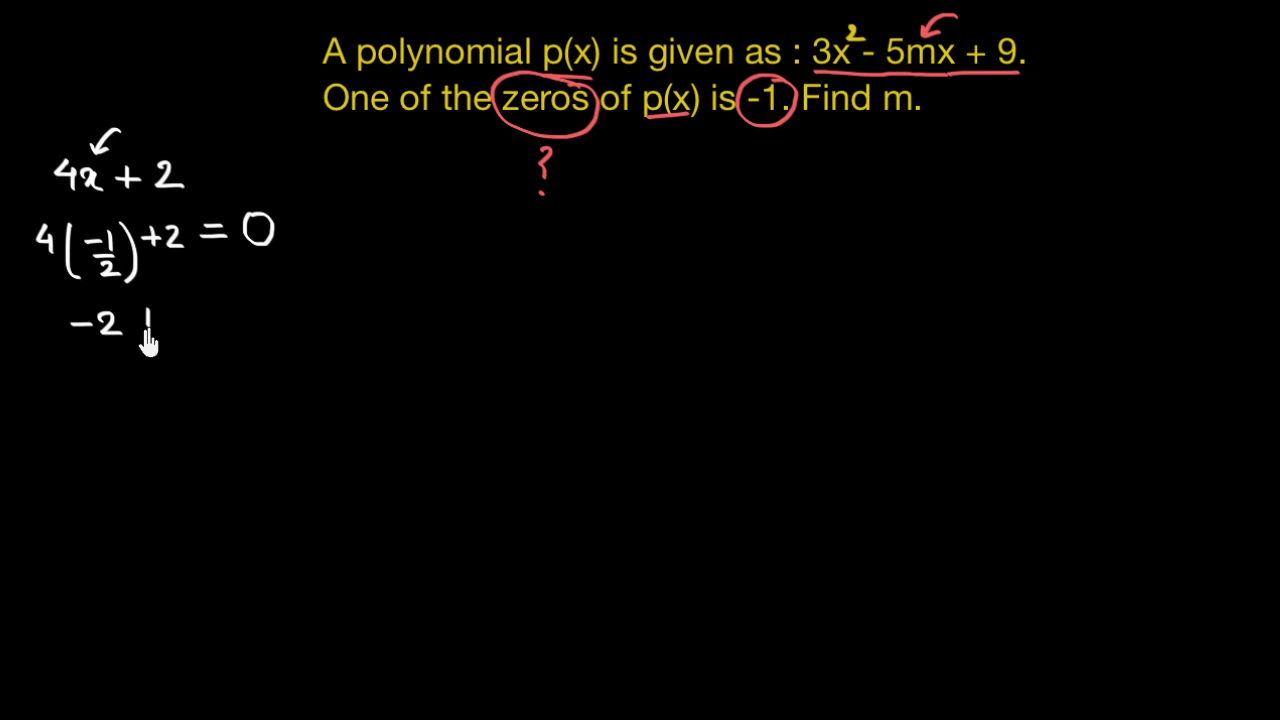 A polynomial p(x) is given as : 3x² - 5mx + 9.
One of the zeros of p(x) is -1. Find m.
?
4x + 2
4(-1/2) +2 = 0
-2